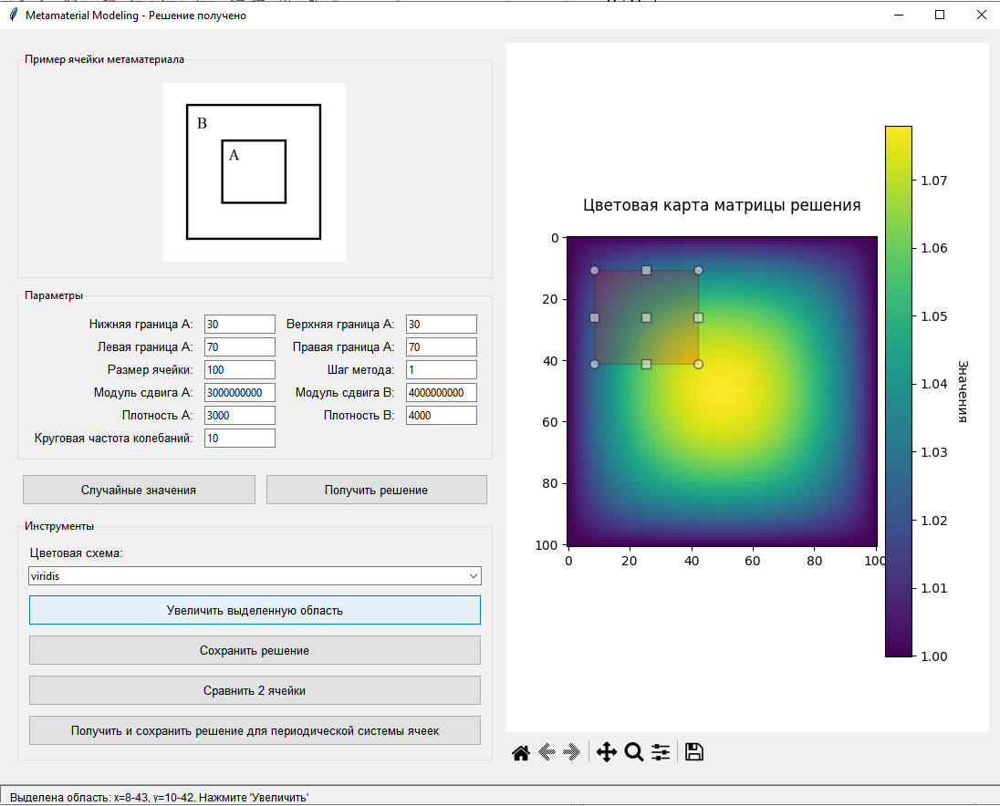 Metamaterial Modeling - Решение получено
Пример ячейки метаматериала
B
A
Параметры
Нижняя граница A: 30 Верхняя граница A: 30
Левая граница A: 70 Правая граница A: 70
Размер ячейки: 100 Шаг метода: 1
Модуль сдвига A: 3000000000 Модуль сдвига B: 4000000000
Плотность A: 3000 Плотность B: 4000
Круговая частота колебаний: 10
Случайные значения Получить решение
Инструменты
Цветовая схема:
viridis
Увеличить выделенную область
Сохранить решение
Сравнить 2 ячейки
Получить и сохранить решение для периодической системы ячеек
Цветовая карта матрицы решения
0
20
40
60
80
100
0 20 40 60 80 100
1.07
1.06
1.05
1.04
1.03
1.02
1.01
1.00
Значения
Выделена область: x=8-43, y=10-42. Нажмите 'Увеличить'